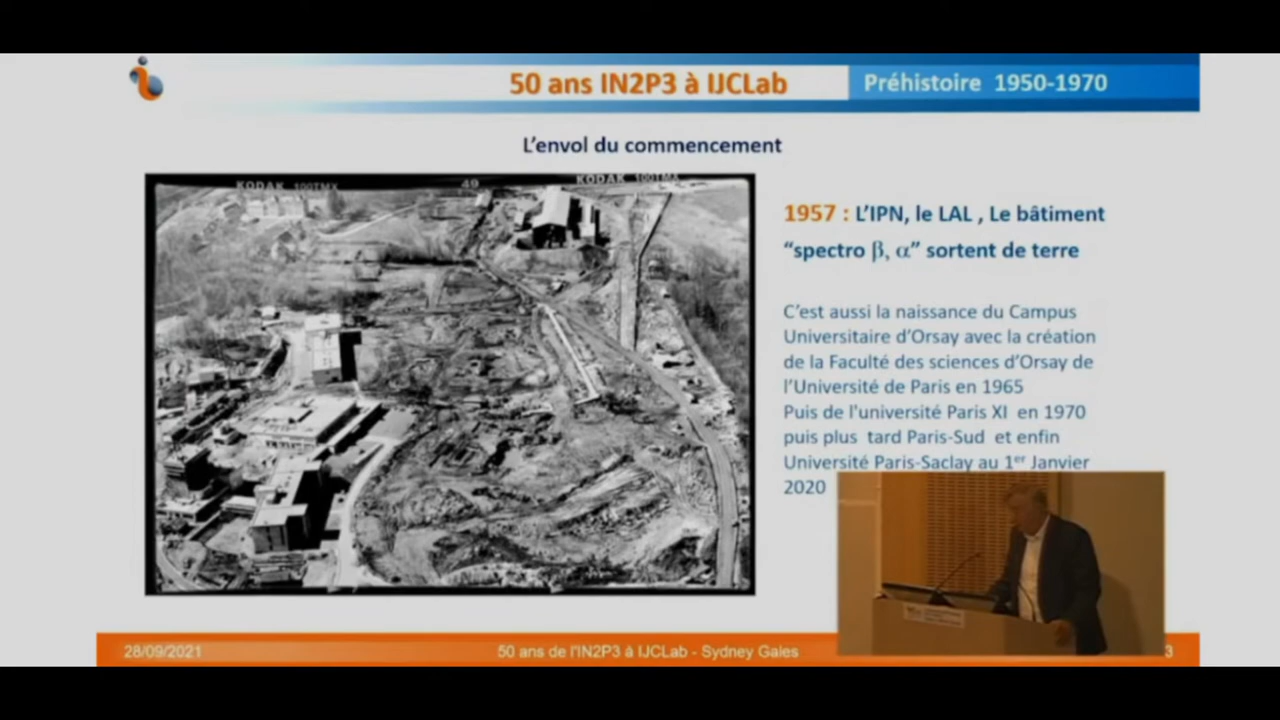 50 ans IN2P3 à IJCLab
Préhistoire 1950-1970
L'envol du commencement
KODAK 100TMX
49
KODAK 100TMX
1957 : L'IPN, le LAL , Le bâtiment
“spectro β, α” sortent de terre
C'est aussi la naissance du Campus
Universitaire d'Orsay avec la création
de la Faculté des sciences d'Orsay de
l'Université de Paris en 1965
Puis de l'université Paris XI en 1970
puis plus tard Paris-Sud et enfin
Université Paris-Saclay au 1er Janvier
2020
28/09/2021
50 ans de l'IN2P3 à IJCLab - Sydney Gales
3